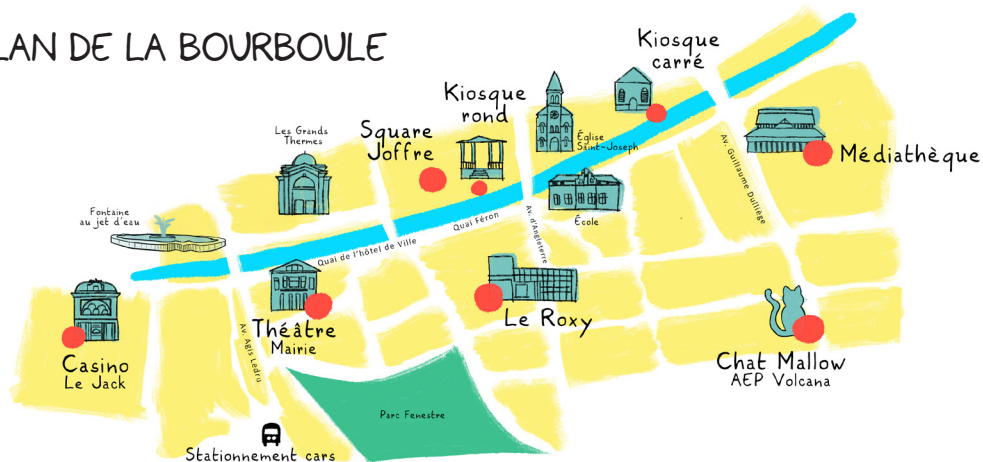 LAN DE LA BOURBOULE
Kiosque
carré
Kiosque
rond
Square
Joffre
Les Grands
Thermes
Église
Saint-Joseph
Médiathèque
Av. Guillaume Duliège
Fontaine
au jet d'eau
École
Quai Féron
Av. d'Angleterre
Quai de l'hôtel de Ville
Le Roxy
Théâtre
Mairie
Av. Agis Ledru
Casino
Le Jack
Chat Mallow
AEP Volcana
Parc Fenestre
Stationnement cars